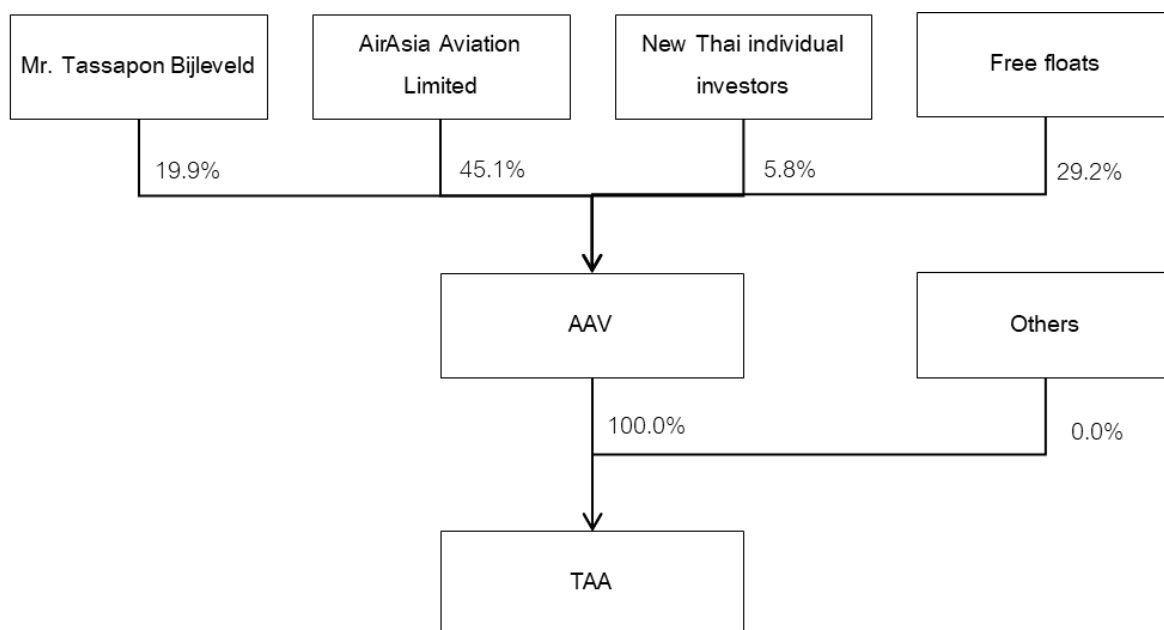 Mr. Tassapon Bijleveld
AirAsia Aviation
Limited
New Thai individual
investors
Free floats
19.9%
45.1%
5.8%
29.2%
AAV
Others
100.0%
0.0%
TAA